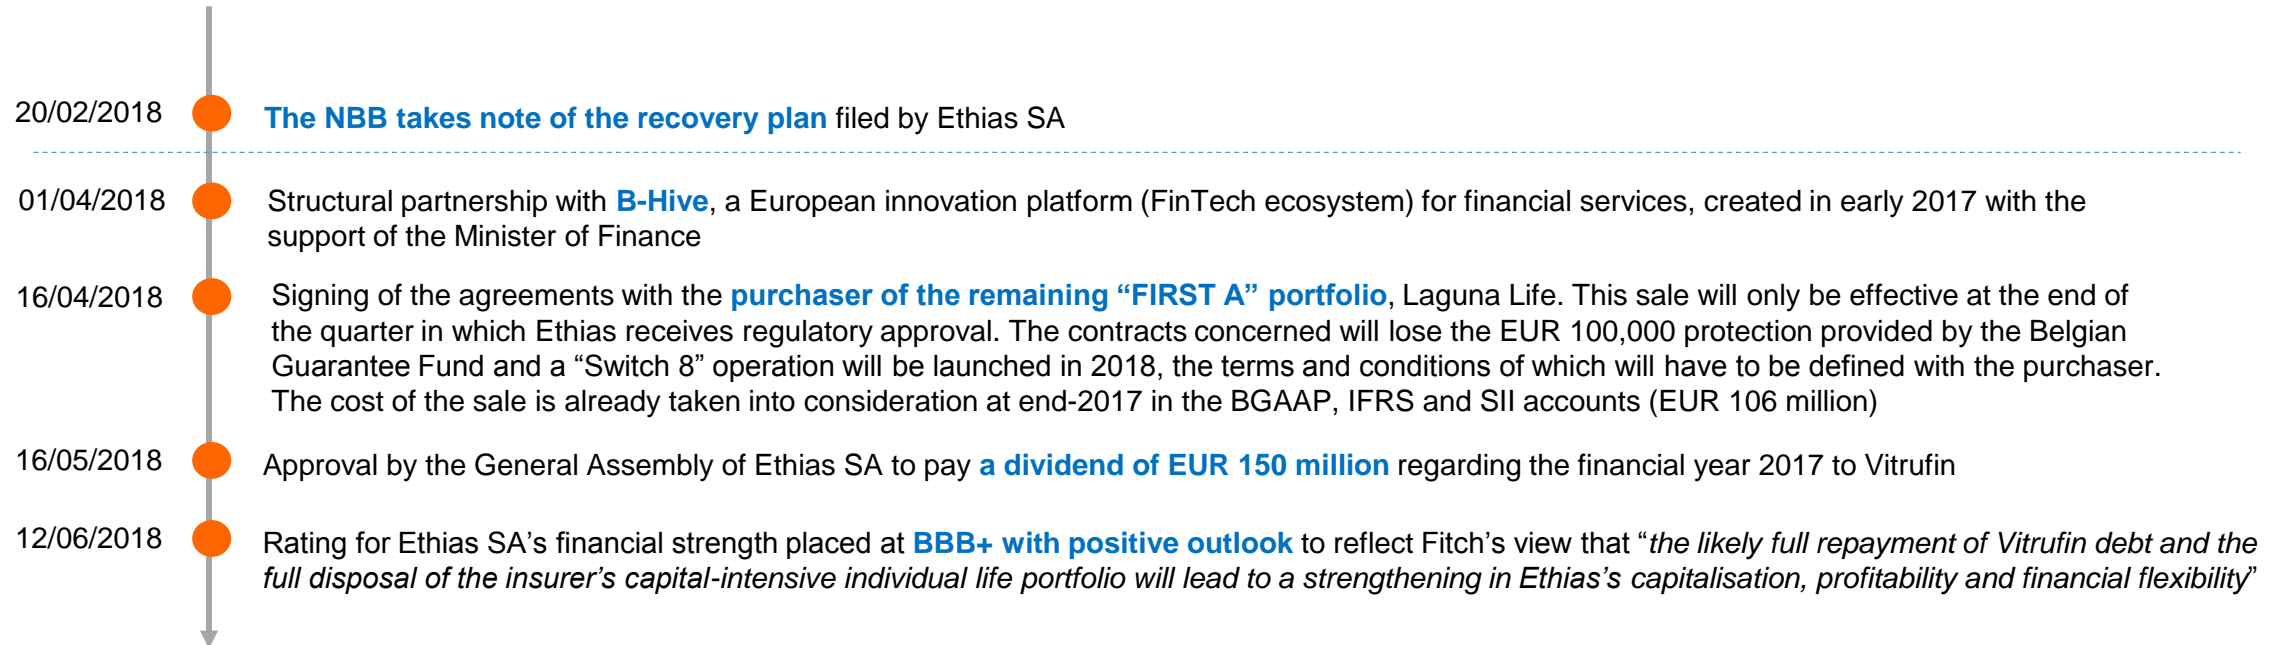 20/02/2018 The NBB takes note of the recovery plan filed by Ethias SA
01/04/2018 Structural partnership with B-Hive, a European innovation platform (FinTech ecosystem) for financial services, created in early 2017 with the
support of the Minister of Finance
16/04/2018 Signing of the agreements with the purchaser of the remaining “FIRST A” portfolio, Laguna Life. This sale will only be effective at the end of
the quarter in which Ethias receives regulatory approval. The contracts concerned will lose the EUR 100,000 protection provided by the Belgian
Guarantee Fund and a “Switch 8” operation will be launched in 2018, the terms and conditions of which will have to be defined with the purchaser.
The cost of the sale is already taken into consideration at end-2017 in the BGAAP, IFRS and SII accounts (EUR 106 million)
16/05/2018 Approval by the General Assembly of Ethias SA to pay a dividend of EUR 150 million regarding the financial year 2017 to Vitrufin
12/06/2018 Rating for Ethias SA’s financial strength placed at BBB+ with positive outlook to reflect Fitch’s view that “the likely full repayment of Vitrufin debt and the
full disposal of the insurer’s capital-intensive individual life portfolio will lead to a strengthening in Ethias’s capitalisation, profitability and financial flexibility”